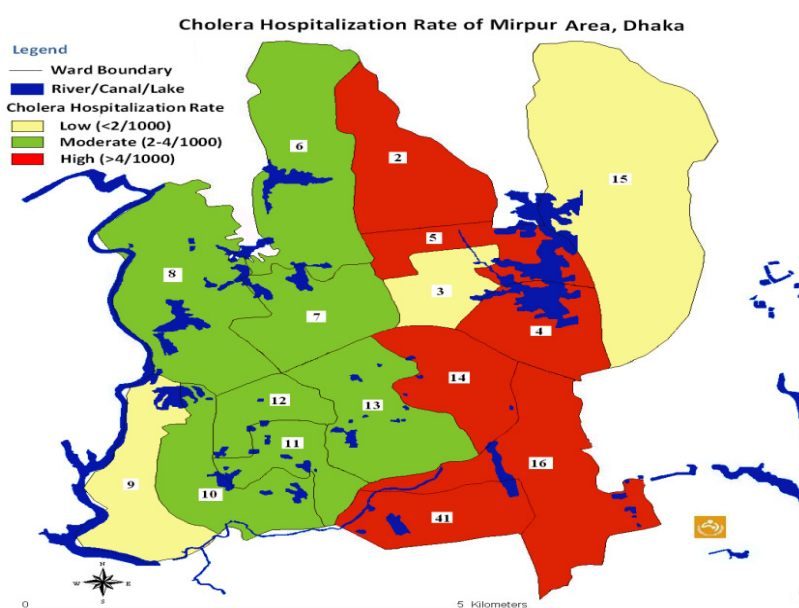 Cholera Hospitalization Rate of Mirpur Area, Dhaka
Legend
Ward Boundary
River/Canal/Lake
Cholera Hospitalization Rate
Low (<2/1000)
Moderate (2-4/1000)
High (>4/1000)
6
2
15
5
8
3
7
4
14
12
13
11
16
9
10
41
N
W E
S
0
5 Kilometers